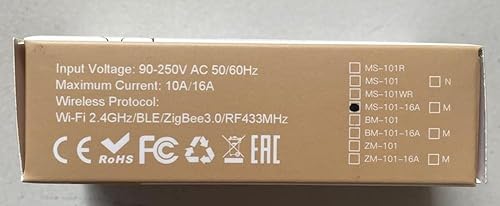 Input Voltage: 90-250V AC 50/60Hz
Maximum Current: 10A/16A
Wireless Protocol:
Wi-Fi 2.4GHz/BLE/ZigBee3.0/RF433MHz
CE RoHS FC EAC
MS-101R
MS-101 N
MS-101WR
MS-101-16A M
BM-101
BM-101-16A M
ZM-101
ZM-101-16A M